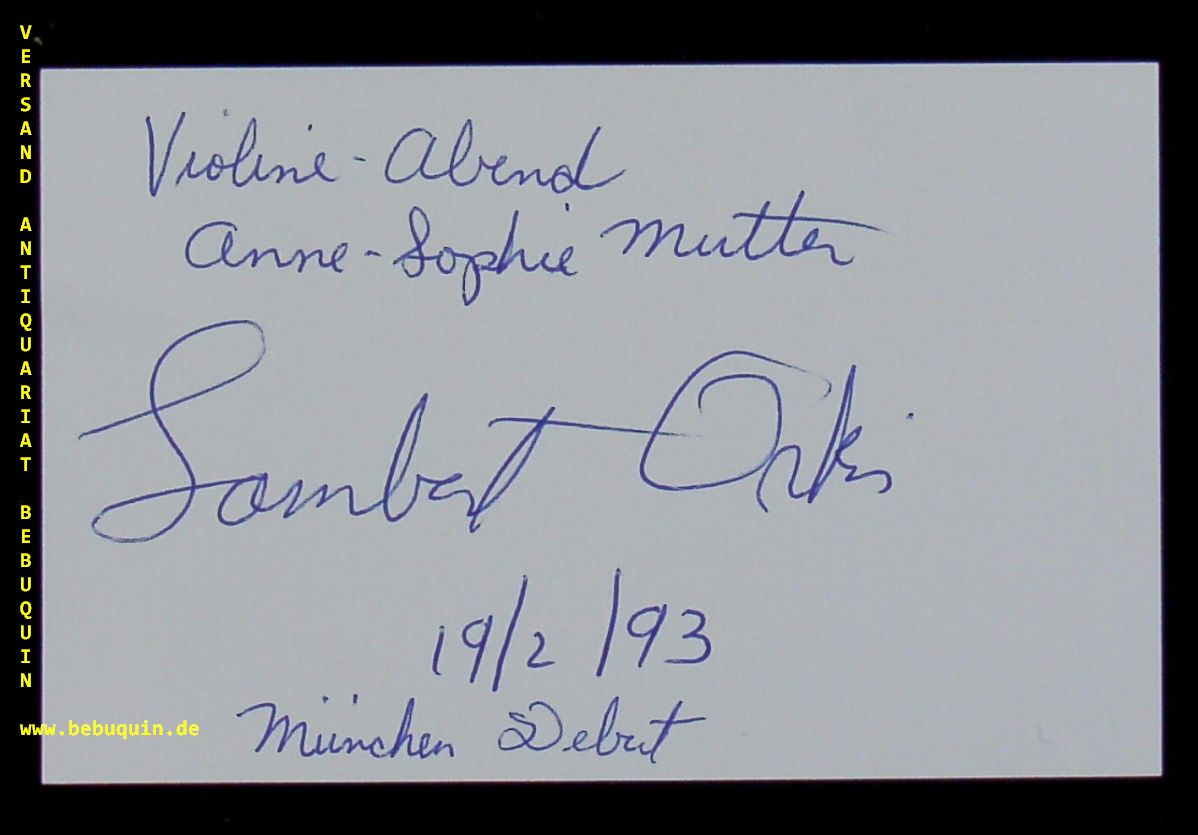 VERSAND ANTIQUARIAT BEBUQUIN
Violine-Abend
Anne-Sophie Mutter
Lambert Orkis
19/2/93
München Debut
www.bebuquin.de